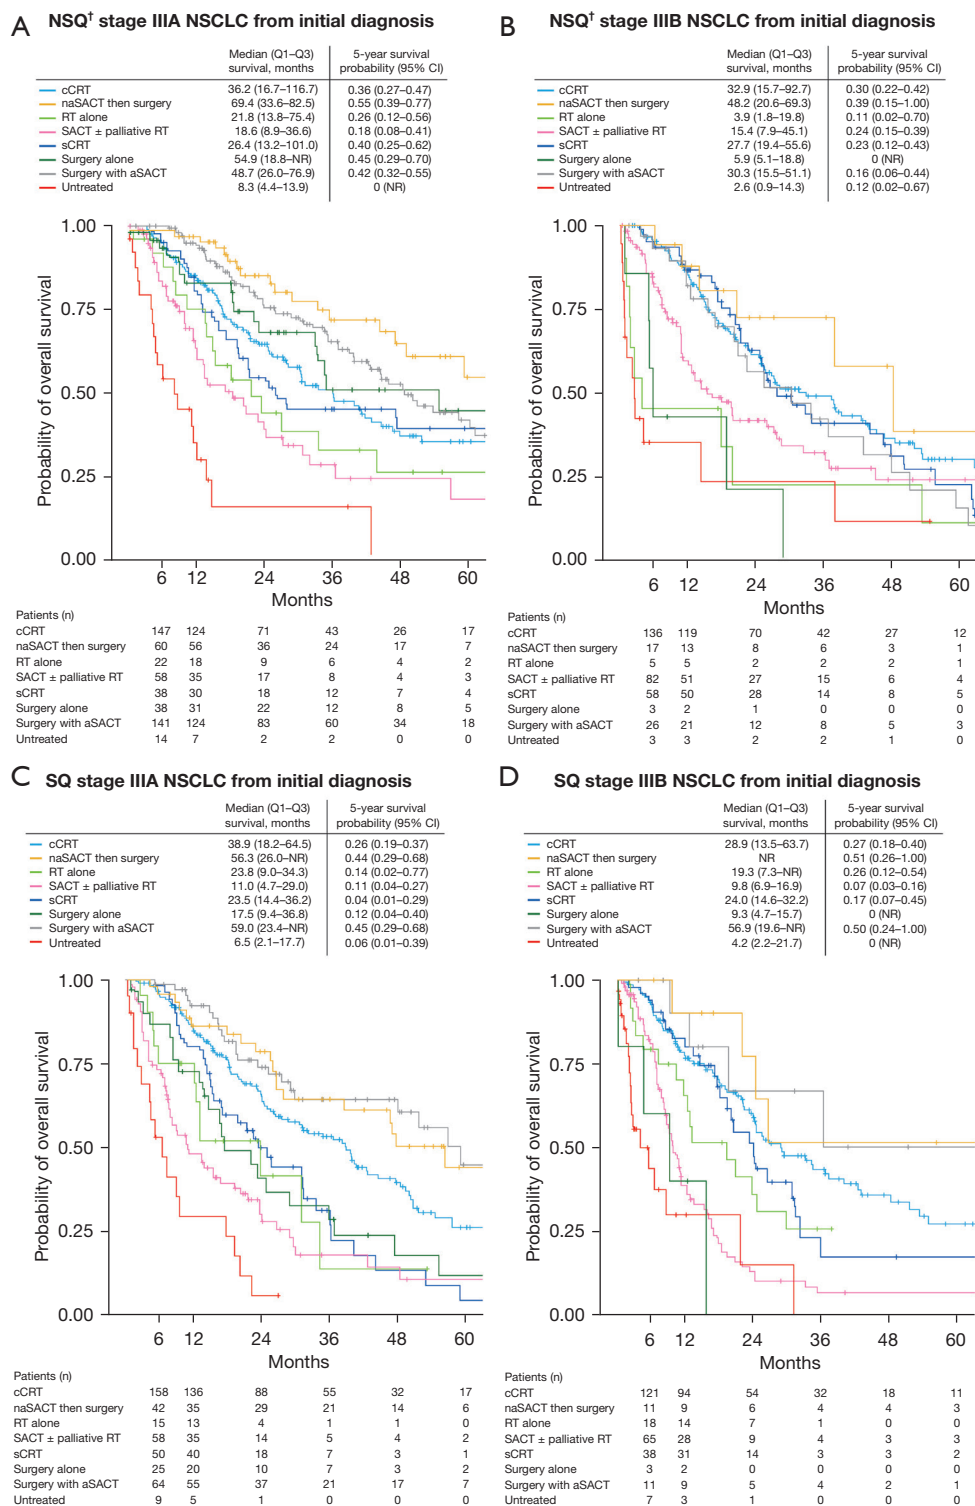 A
NSQ† stage IIIA NSCLC from initial diagnosis
Median (Q1–Q3) survival, months 5-year survival probability (95% CI)
cCRT 36.2 (16.7–116.7) 0.36 (0.27–0.47)
naSACT then surgery 69.4 (33.6–82.5) 0.55 (0.39–0.77)
RT alone 21.8 (13.8–75.4) 0.26 (0.12–0.56)
SACT ± palliative RT 18.6 (8.9–36.6) 0.18 (0.08–0.41)
sCRT 26.4 (13.2–101.0) 0.40 (0.25–0.62)
Surgery alone 54.9 (18.8–NR) 0.45 (0.29–0.70)
Surgery with aSACT 48.7 (26.0–76.9) 0.42 (0.32–0.55)
Untreated 8.3 (4.4–13.9) 0 (NR)
Probability of overall survival
1.00
0.75
0.50
0.25
0.00
6 12 24 36 48 60
Months
Patients (n)
cCRT 147 124 71 43 26 17
naSACT then surgery 60 56 36 24 17 7
RT alone 22 18 9 6 4 2
SACT ± palliative RT 58 35 17 8 4 3
sCRT 38 30 18 12 7 4
Surgery alone 38 31 22 12 8 5
Surgery with aSACT 141 124 83 60 34 18
Untreated 14 7 2 2 0 0
B
NSQ† stage IIIB NSCLC from initial diagnosis
Median (Q1–Q3) survival, months 5-year survival probability (95% CI)
cCRT 32.9 (15.7–92.7) 0.30 (0.22–0.42)
naSACT then surgery 48.2 (20.6–69.3) 0.39 (0.15–1.00)
RT alone 3.9 (1.8–19.8) 0.11 (0.02–0.70)
SACT ± palliative RT 15.4 (7.9–45.1) 0.24 (0.15–0.39)
sCRT 27.7 (19.4–55.6) 0.23 (0.12–0.43)
Surgery alone 5.9 (5.1–18.8) 0 (NR)
Surgery with aSACT 30.3 (15.5–51.1) 0.16 (0.06–0.44)
Untreated 2.6 (0.9–14.3) 0.12 (0.02–0.67)
Probability of overall survival
1.00
0.75
0.50
0.25
0.00
6 12 24 36 48 60
Months
Patients (n)
cCRT 136 119 70 42 27 12
naSACT then surgery 17 13 8 6 3 1
RT alone 5 5 2 2 2 1
SACT ± palliative RT 82 51 27 15 6 4
sCRT 58 50 28 14 8 5
Surgery alone 3 2 1 0 0 0
Surgery with aSACT 26 21 12 8 5 3
Untreated 3 3 2 2 1 0
C
SQ stage IIIA NSCLC from initial diagnosis
Median (Q1–Q3) survival, months 5-year survival probability (95% CI)
cCRT 38.9 (18.2–64.5) 0.26 (0.19–0.37)
naSACT then surgery 56.3 (26.0–NR) 0.44 (0.29–0.68)
RT alone 23.8 (9.0–34.3) 0.14 (0.02–0.77)
SACT ± palliative RT 11.0 (4.7–29.0) 0.11 (0.04–0.27)
sCRT 23.5 (14.4–36.2) 0.04 (0.01–0.29)
Surgery alone 17.5 (9.4–36.8) 0.12 (0.04–0.40)
Surgery with aSACT 59.0 (23.4–NR) 0.45 (0.29–0.68)
Untreated 6.5 (2.1–17.7) 0.06 (0.01–0.39)
Probability of overall survival
1.00
0.75
0.50
0.25
0.00
6 12 24 36 48 60
Months
Patients (n)
cCRT 158 136 88 55 32 17
naSACT then surgery 42 35 29 21 14 6
RT alone 15 13 4 1 1 0
SACT ± palliative RT 58 35 14 5 4 2
sCRT 50 40 18 7 3 1
Surgery alone 25 20 10 7 3 2
Surgery with aSACT 64 55 37 21 17 7
Untreated 9 5 1 0 0 0
D
SQ stage IIIB NSCLC from initial diagnosis
Median (Q1–Q3) survival, months 5-year survival probability (95% CI)
cCRT 28.9 (13.5–63.7) 0.27 (0.18–0.40)
naSACT then surgery NR 0.51 (0.26–1.00)
RT alone 19.3 (7.3–NR) 0.26 (0.12–0.54)
SACT ± palliative RT 9.8 (6.9–16.9) 0.07 (0.03–0.16)
sCRT 24.0 (14.6–32.2) 0.17 (0.07–0.45)
Surgery alone 9.3 (4.7–15.7) 0 (NR)
Surgery with aSACT 56.9 (19.6–NR) 0.50 (0.24–1.00)
Untreated 4.2 (2.2–21.7) 0 (NR)
Probability of overall survival
1.00
0.75
0.50
0.25
0.00
6 12 24 36 48 60
Months
Patients (n)
cCRT 121 94 54 32 18 11
naSACT then surgery 11 9 6 4 4 3
RT alone 18 14 7 1 0 0
SACT ± palliative RT 65 28 9 4 3 3
sCRT 38 31 14 3 3 2
Surgery alone 3 2 0 0 0 0
Surgery with aSACT 11 9 5 4 2 1
Untreated 7 3 1 0 0 0